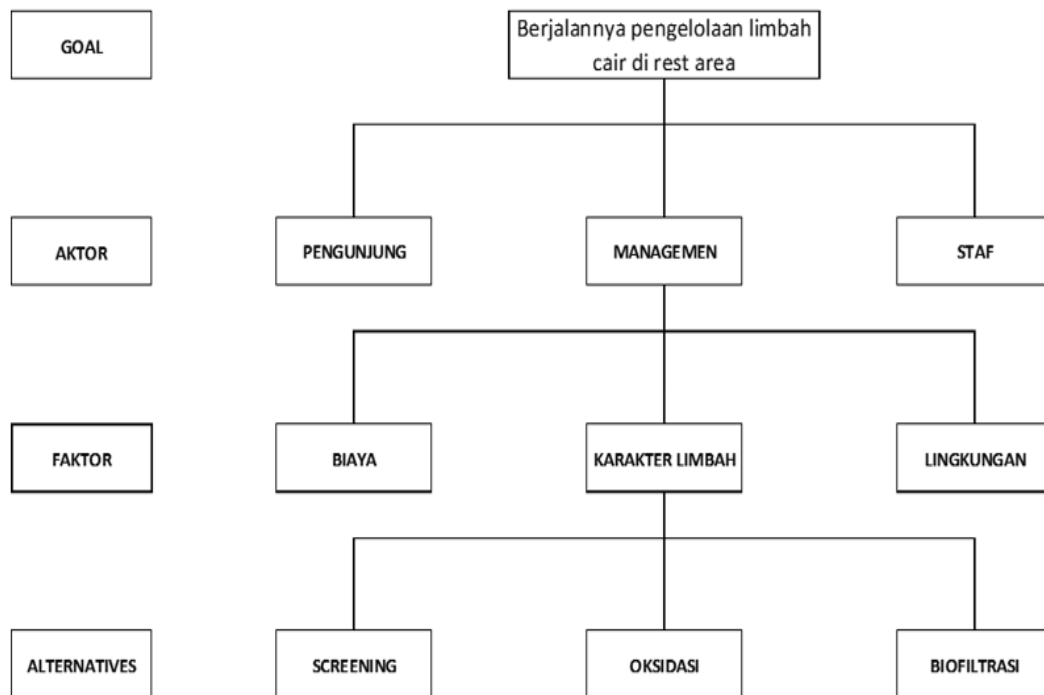 GOAL
Berjalannya pengelolaan limbah
cair di rest area
AKTOR
PENGUNJUNG
MANAGEMEN
STAF
FAKTOR
BIAYA
KARAKTER LIMBAH
LINGKUNGAN
ALTERNATIVES
SCREENING
OKSIDASI
BIOFILTRASI